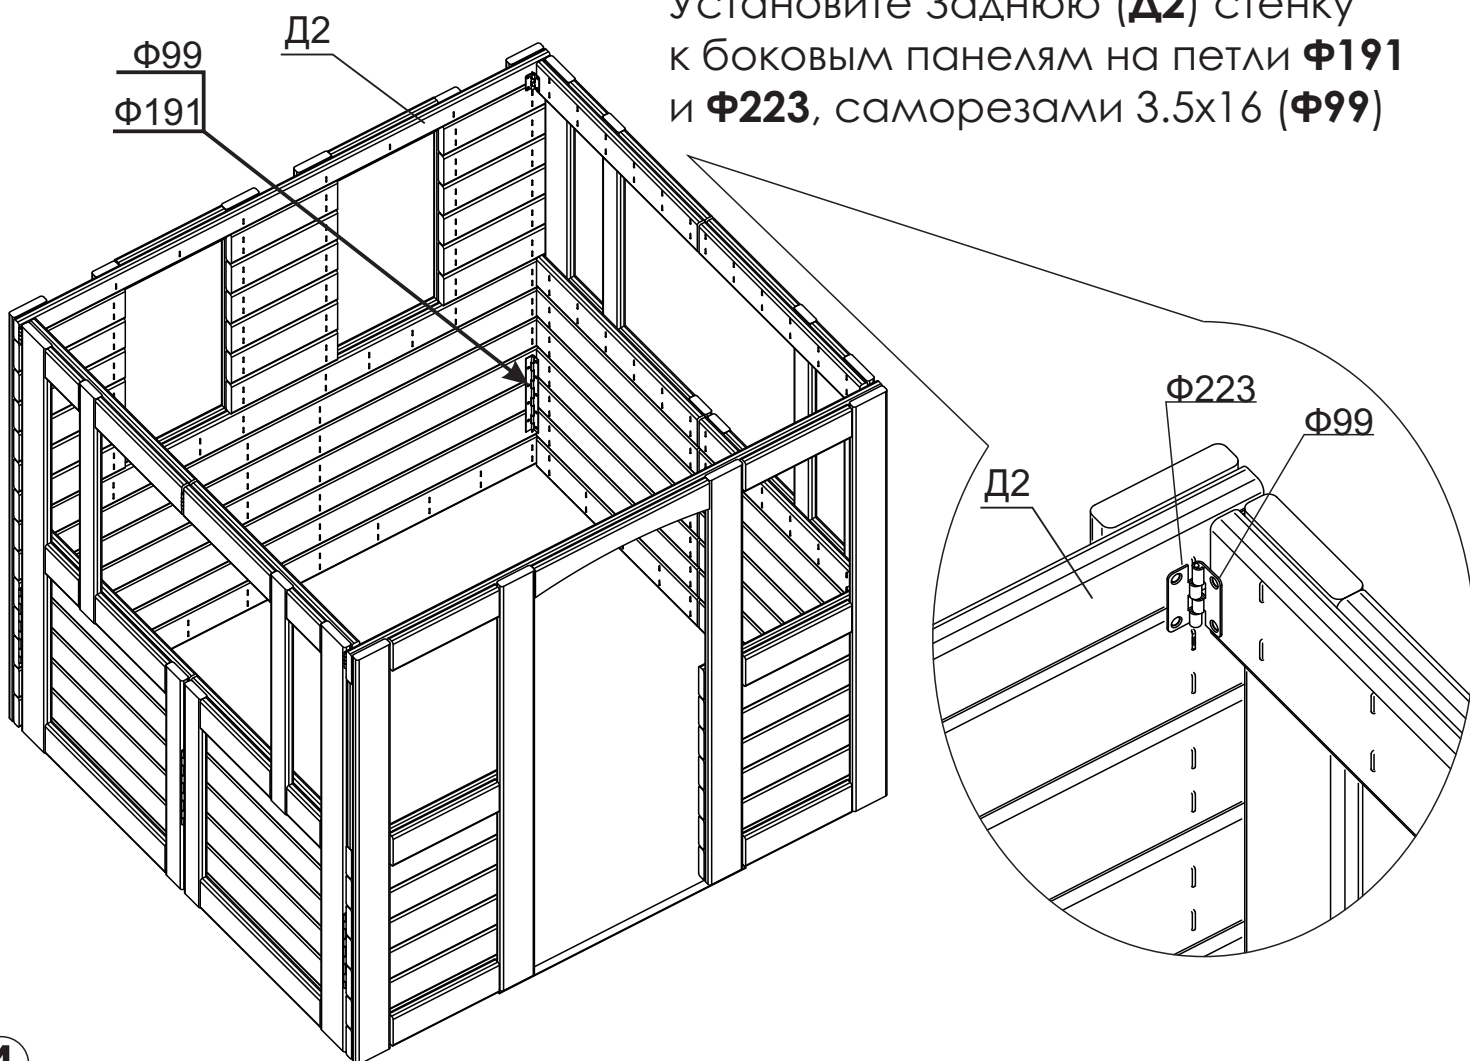 Установите Заднюю (Д2) стенку
к боковым панелям на петли Ф191
и Ф223, саморезами 3.5х16 (Ф99)
Д2
Ф99
Ф191
Ф223
Ф99
Д2